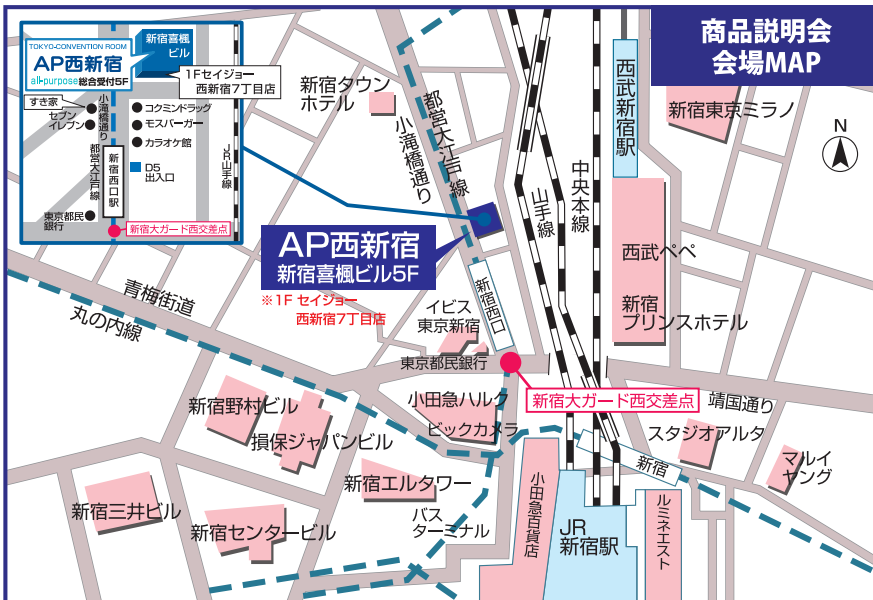 商品説明会
会場MAP
TOKYO-CONVENTION ROOM
AP西新宿
all-purpose総合受付5F
新宿喜楓
ビル
1Fセイジョー
西新宿7丁目店
すき家
セブン
イレブン
小滝橋通り
コクミンドラッグ
モスバーガー
カラオケ館
都営大江戸線
新宿西口駅
D5
出入口
JR山手線
東京都民
銀行
新宿大ガード西交差点
新宿タウン
ホテル
都営大江戸線
小滝橋通り
山手線
中央本線
西武新宿駅
新宿東京ミラノ
N
AP西新宿
新宿喜楓ビル5F
※1F セイジョー
西新宿7丁目店
西武ペペ
新宿
プリンスホテル
青梅街道
丸の内線
新宿西口
イビス
東京新宿
東京都民銀行
新宿大ガード西交差点
靖国通り
新宿野村ビル
損保ジャパンビル
小田急ハルク
ビックカメラ
スタジオアルタ
新宿
マルイ
ヤング
新宿エルタワー
新宿三井ビル
新宿センタービル
バス
ターミナル
小田急百貨店
JR
新宿駅
ルミネエスト